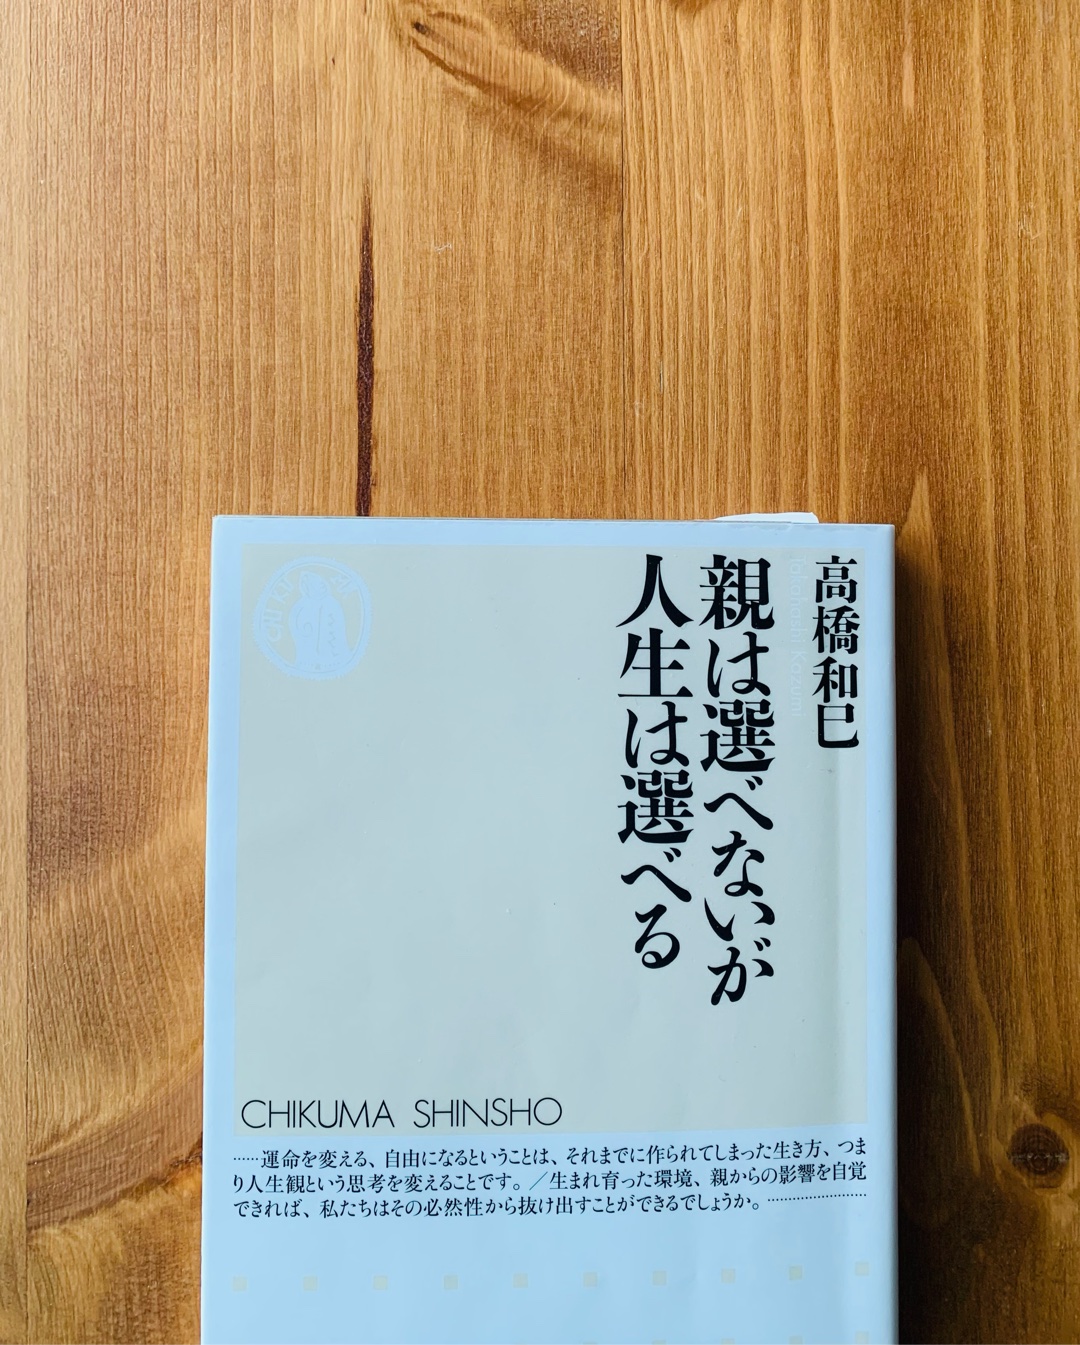 高橋和巳
Takahashi Kazumi
親は選べないが
人生は選べる
CHIKUMA SHINSHO
……運命を変える、自由になるということは、それまでに作られてしまった生き方、つま
り人生観という思考を変えることです。／生まれ育った環境、親からの影響を自覚
できれば、私たちはその必然性から抜け出すことができるでしょうか。……………………